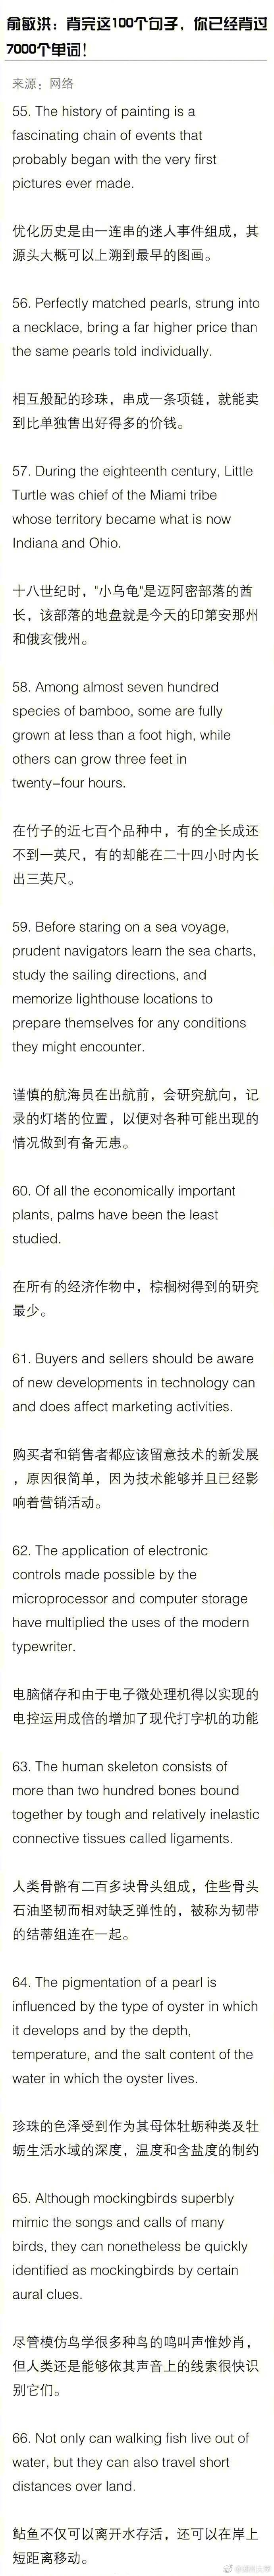 俞敏洪：背完这100个句子，你已经背过
7000个单词！
来源：网络
55. The history of painting is a
fascinating chain of events that
probably began with the very first
pictures ever made.
优化历史是由一连串的迷人事件组成，其
源头大概可以上溯到最早的图画。
56. Perfectly matched pearls, strung into
a necklace, bring a far higher price than
the same pearls told individually.
相互般配的珍珠，串成一条项链，就能卖
到比单独售出好得多的价钱。
57. During the eighteenth century, Little
Turtle was chief of the Miami tribe
whose territory became what is now
Indiana and Ohio.
十八世纪时，"小乌龟"是迈阿密部落的酋
长，该部落的地盘就是今天的印第安那州
和俄亥俄州。
58. Among almost seven hundred
species of bamboo, some are fully
grown at less than a foot high, while
others can grow three feet in
twenty-four hours.
在竹子的近七百个品种中，有的全长成还
不到一英尺，有的却能在二十四小时内长
出三英尺。
59. Before staring on a sea voyage,
prudent navigators learn the sea charts,
study the sailing directions, and
memorize lighthouse locations to
prepare themselves for any conditions
they might encounter.
谨慎的航海员在出航前，会研究航向，记
录的灯塔的位置，以便对各种可能出现的
情况做到有备无患。
60. Of all the economically important
plants, palms have been the least
studied.
在所有的经济作物中，棕榈树得到的研究
最少。
61. Buyers and sellers should be aware
of new developments in technology can
and does affect marketing activities.
购买者和销售者都应该留意技术的新发展
，原因很简单，因为技术能够并且已经影
响着营销活动。
62. The application of electronic
controls made possible by the
microprocessor and computer storage
have multiplied the uses of the modern
typewriter.
电脑储存和由于电子微处理机得以实现的
电控运用成倍的增加了现代打字机的功能
63. The human skeleton consists of
more than two hundred bones bound
together by tough and relatively inelastic
connective tissues called ligaments.
人类骨骼有二百多块骨头组成，住些骨头
石油坚韧而相对缺乏弹性的，被称为韧带
的结蒂组连在一起。
64. The pigmentation of a pearl is
influenced by the type of oyster in which
it develops and by the depth,
temperature, and the salt content of the
water in which the oyster lives.
珍珠的色泽受到作为其母体牡蛎种类及牡
蛎生活水域的深度，温度和含盐度的制约
65. Although mockingbirds superbly
mimic the songs and calls of many
birds, they can nonetheless be quickly
identified as mockingbirds by certain
aural clues.
尽管模仿鸟学很多种鸟的鸣叫声惟妙肖，
但人类还是能够依其声音上的线索很快识
别它们。
66. Not only can walking fish live out of
water, but they can also travel short
distances over land.
鲇鱼不仅可以离开水存活，还可以在岸上
短距离移动。